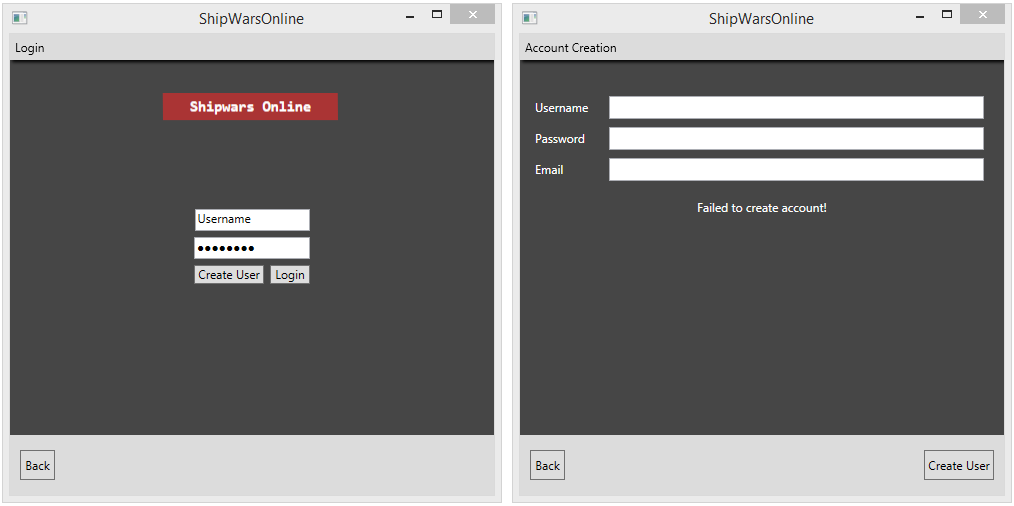 ShipWarsOnline
Login
Shipwars Online
Username
●●●●●●●●
Create User Login
Back
ShipWarsOnline
Account Creation
Username
Password
Email
Failed to create account!
Back Create User